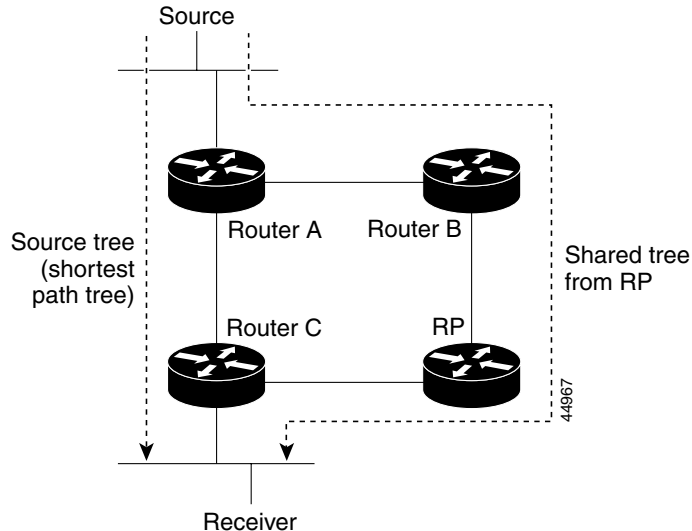 Source
Router A
Router B
Source tree
(shortest
path tree)
Shared tree
from RP
Router C
RP
44967
Receiver